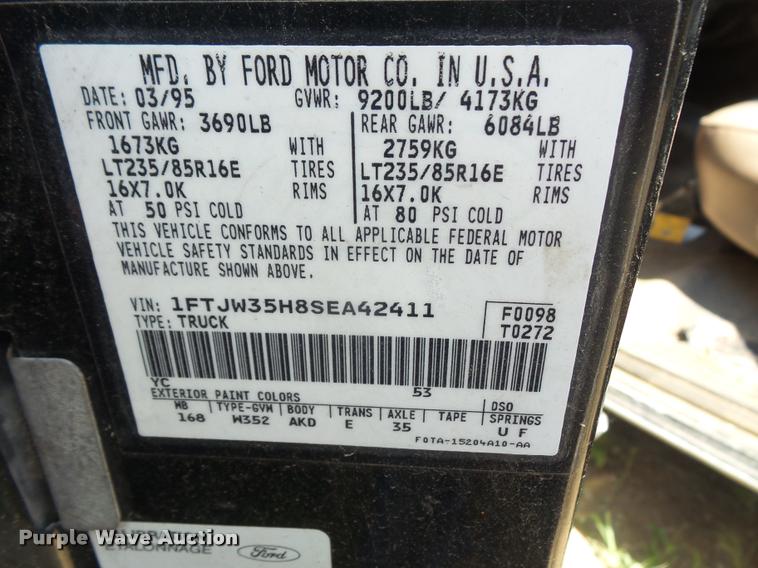 MFD. BY FORD MOTOR CO. IN U.S.A.
DATE: 03/95 GVWR: 9200LB/ 4173KG
FRONT GAWR: 3690LB REAR GAWR: 6084LB
1673KG WITH 2759KG WITH
LT235/85R16E TIRES LT235/85R16E TIRES
16X7.0K RIMS 16X7.0K RIMS
AT 50 PSI COLD AT 80 PSI COLD
THIS VEHICLE CONFORMS TO ALL APPLICABLE FEDERAL MOTOR
VEHICLE SAFETY STANDARDS IN EFFECT ON THE DATE OF
MANUFACTURE SHOWN ABOVE.
VIN: 1FTJW35H8SEA42411 F0098
TYPE: TRUCK T0272
YC 53
EXTERIOR PAINT COLORS DSO
WB TYPE-GVW BODY TRANS AXLE TAPE SPRINGS
168 W352 AKD E 35 U F
F0TA-15204A10-AA
ETALONNAGE
Ford
Purple Wave Auction